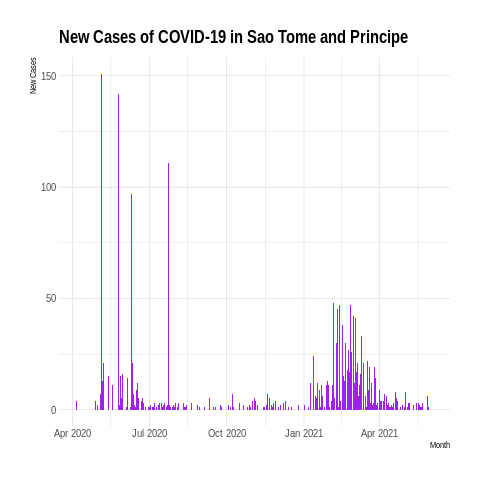 New Cases of COVID-19 in Sao Tome and Principe
New Cases
150
100
50
0
Apr 2020 Jul 2020 Oct 2020 Jan 2021 Apr 2021
Month